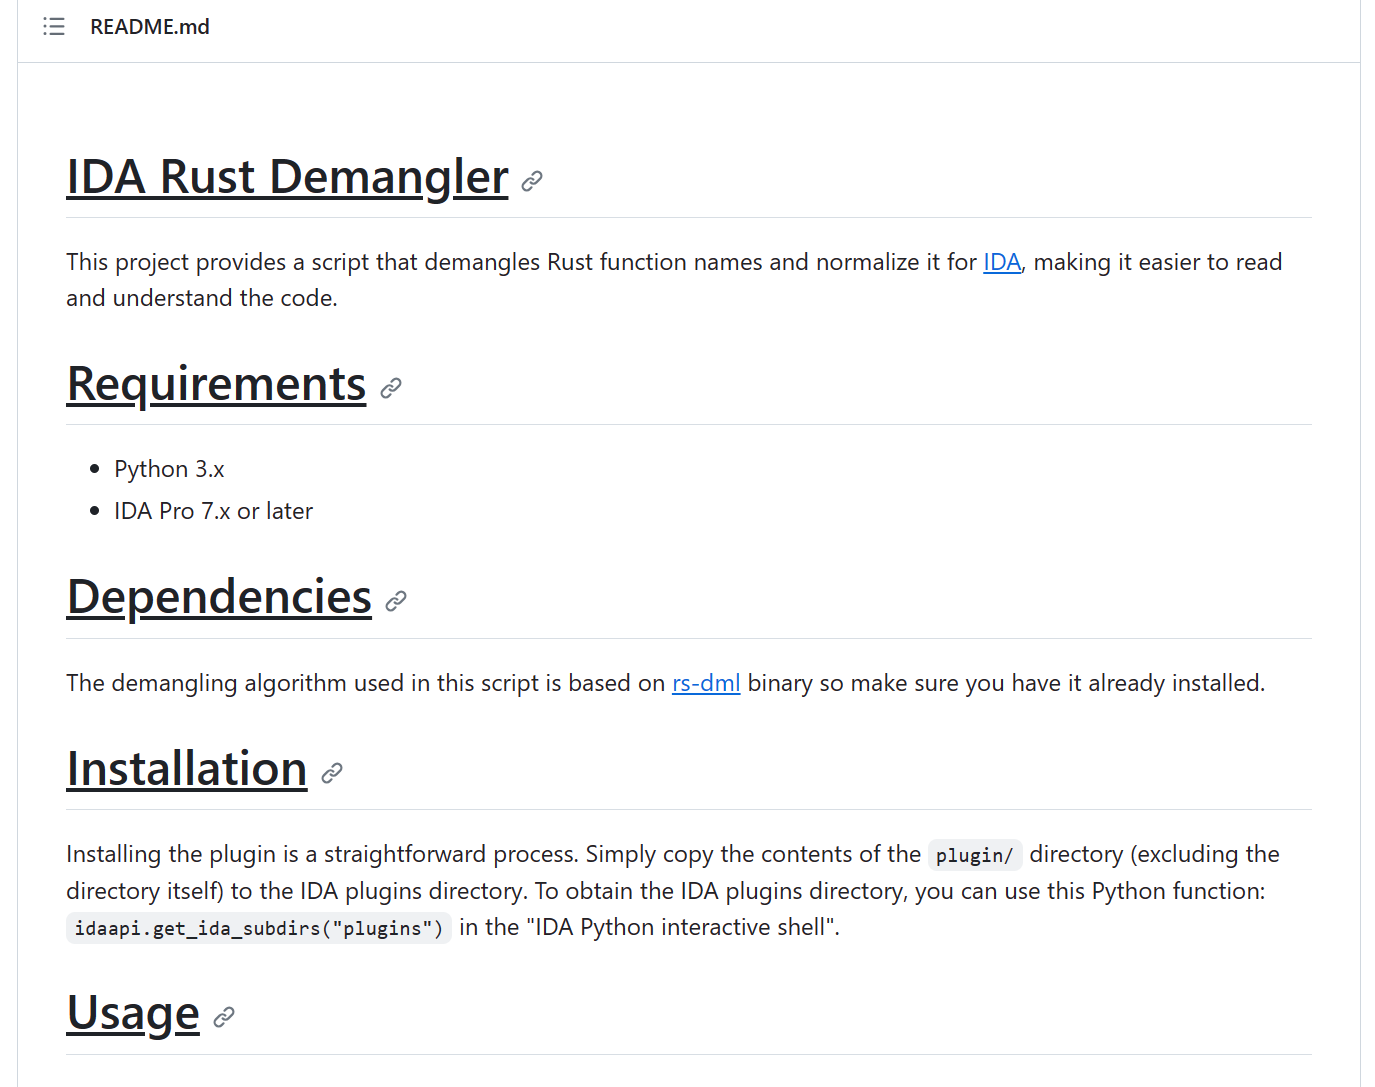 README.md
IDA Rust Demangler
This project provides a script that demangles Rust function names and normalize it for IDA, making it easier to read
and understand the code.
Requirements
Python 3.x
IDA Pro 7.x or later
Dependencies
The demangling algorithm used in this script is based on rs-dml binary so make sure you have it already installed.
Installation
Installing the plugin is a straightforward process. Simply copy the contents of the plugin/ directory (excluding the
directory itself) to the IDA plugins directory. To obtain the IDA plugins directory, you can use this Python function:
idaapi.get_ida_subdirs("plugins") in the "IDA Python interactive shell".
Usage